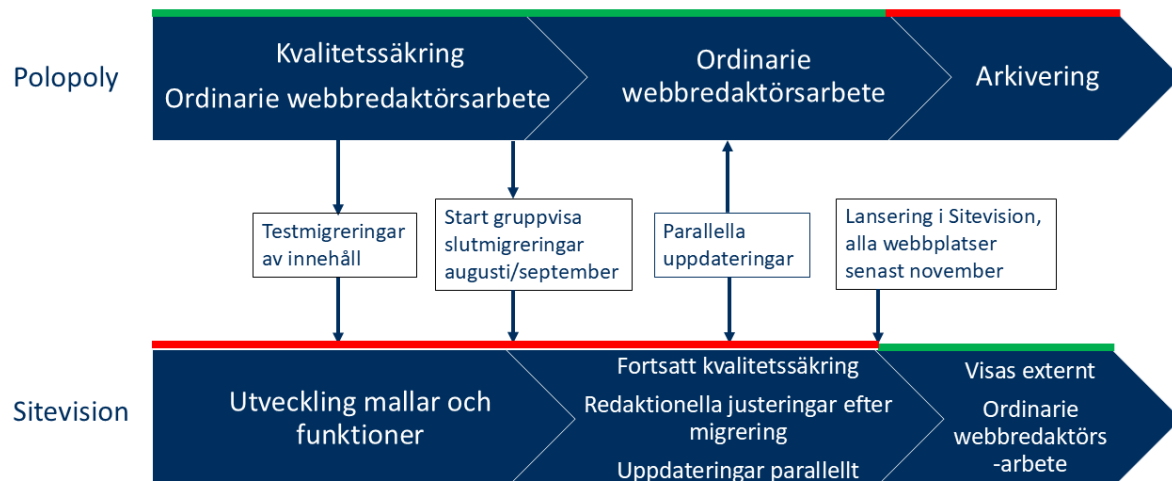 Polopoly
Kvalitetssäkring
Ordinarie webbredaktörsarbete
Ordinarie
webbredaktörsarbete
Arkivering
Testmigreringar
av innehåll
Start gruppvisa
slutmigreringar
augusti/september
Parallella
uppdateringar
Lansering i Sitevision,
alla webbplatser
senast november
Sitevision
Utveckling mallar och
funktioner
Fortsatt kvalitetssäkring
Redaktionella justeringar efter
migrering
Uppdateringar parallellt
Visas externt
Ordinarie
webbredaktörs
-arbete